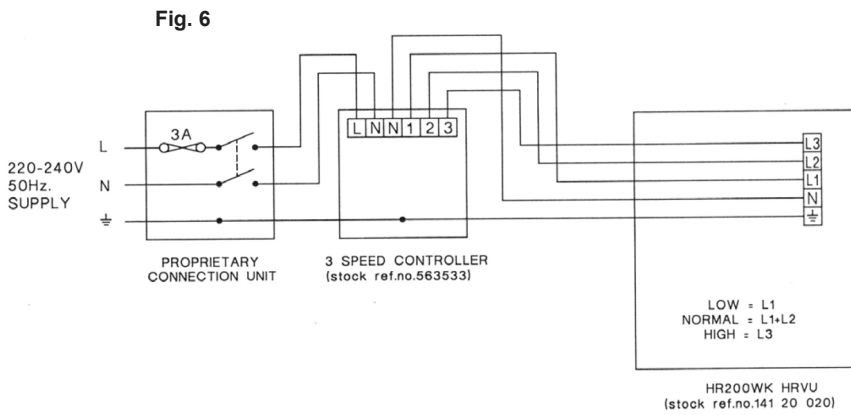 Fig. 6
3A
L
220-240V
50Hz.
SUPPLY
N
L N N 1 2 3
L3
L2
L1
N
PROPRIETARY
CONNECTION UNIT
3 SPEED CONTROLLER
(stock ref.no.563533)
LOW = L1
NORMAL = L1+L2
HIGH = L3
HR200WK HRVU
(stock ref.no.141 20 020)